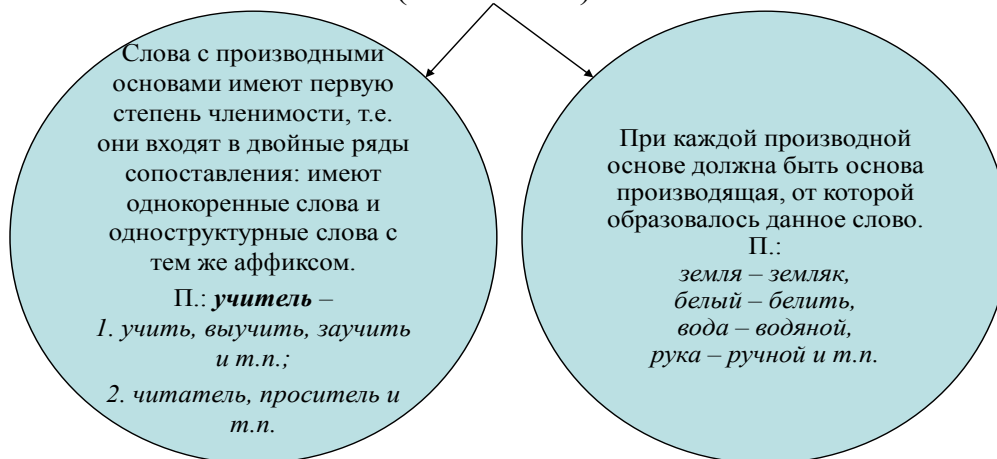 Слова с производными
основами имеют первую
степень членимости, т.е.
они входят в двойные ряды
сопоставления: имеют
однокоренные слова и
одноструктурные слова с
тем же аффиксом.
П.: учитель –
1. учить, выучить, заучить
и т.п.;
2. читатель, проситель и
т.п.
При каждой производной
основе должна быть основа
производящая, от которой
образовалось данное слово.
П.:
земля – земляк,
белый – белить,
вода – водяной,
рука – ручной и т.п.